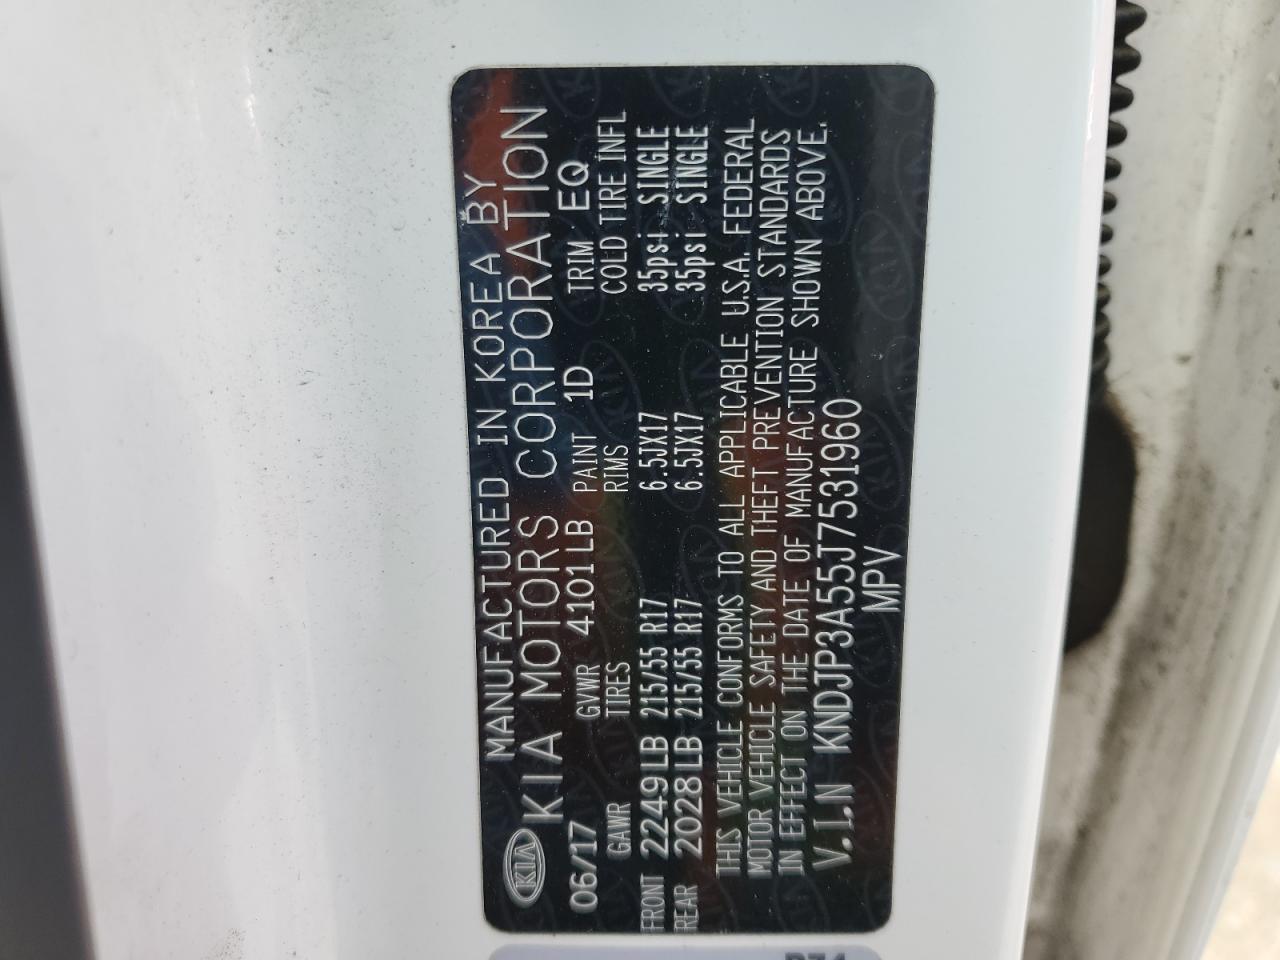 MANUFACTURED IN KOREA BY
KIA KIA MOTORS CORPORATION
06/17 GVWR 4101LB PAINT 1D TRIM EQ
GAWR TIRES RIMS COLD TIRE INFL
FRONT 2249LB 215/55 R17 6.5JX17 35psi SINGLE
REAR 2028LB 215/55 R17 6.5JX17 35psi SINGLE
THIS VEHICLE CONFORMS TO ALL APPLICABLE U.S.A. FEDERAL
MOTOR VEHICLE SAFETY AND THEFT PREVENTION STANDARDS
IN EFFECT ON THE DATE OF MANUFACTURE SHOWN ABOVE.
V.I.N KNDJP3A55J7531960
MPV